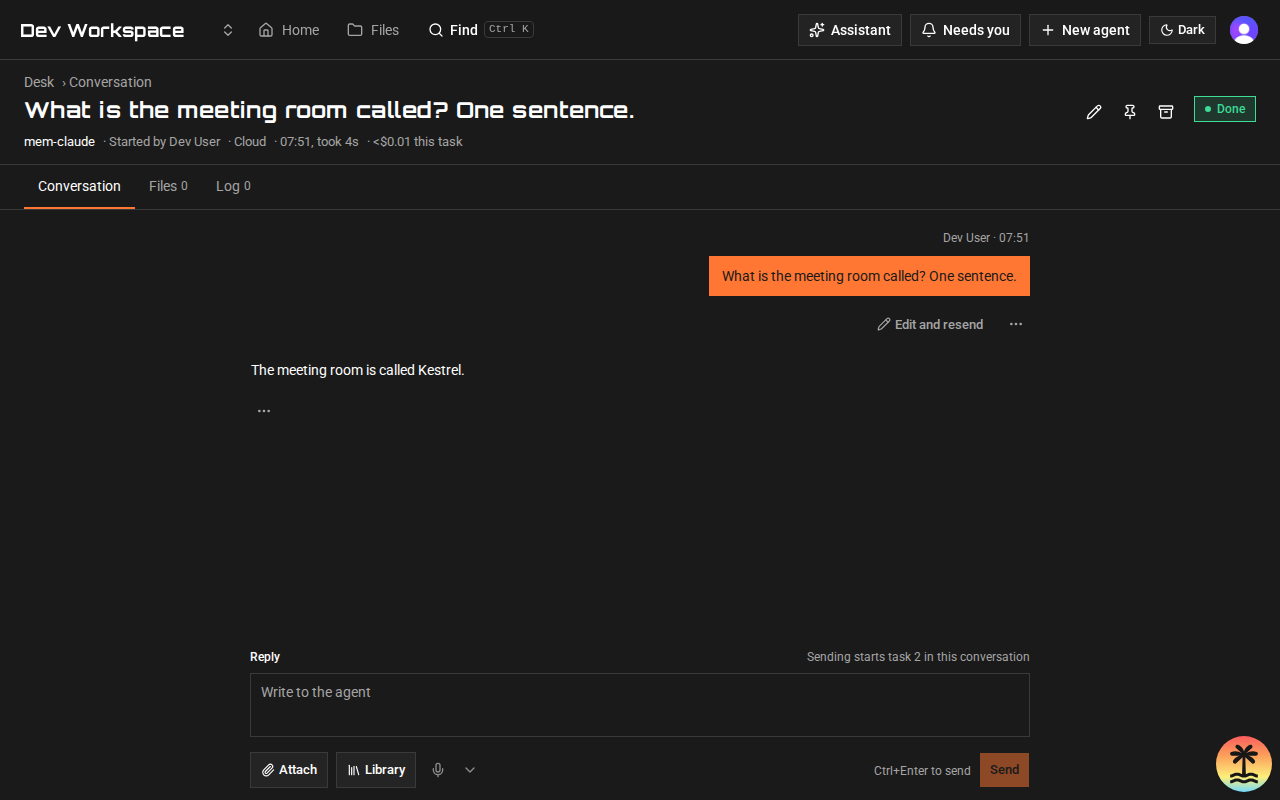 Dev Workspace
Home
Files
Find
Ctrl K
Assistant
Needs you
New agent
Dark
Desk › Conversation
What is the meeting room called? One sentence.
Done
mem-claude · Started by Dev User · Cloud · 07:51, took 4s · <$0.01 this task
Conversation
Files 0
Log 0
Dev User · 07:51
What is the meeting room called? One sentence.
Edit and resend
The meeting room is called Kestrel.
Reply
Sending starts task 2 in this conversation
Write to the agent
Attach
Library
Ctrl+Enter to send
Send